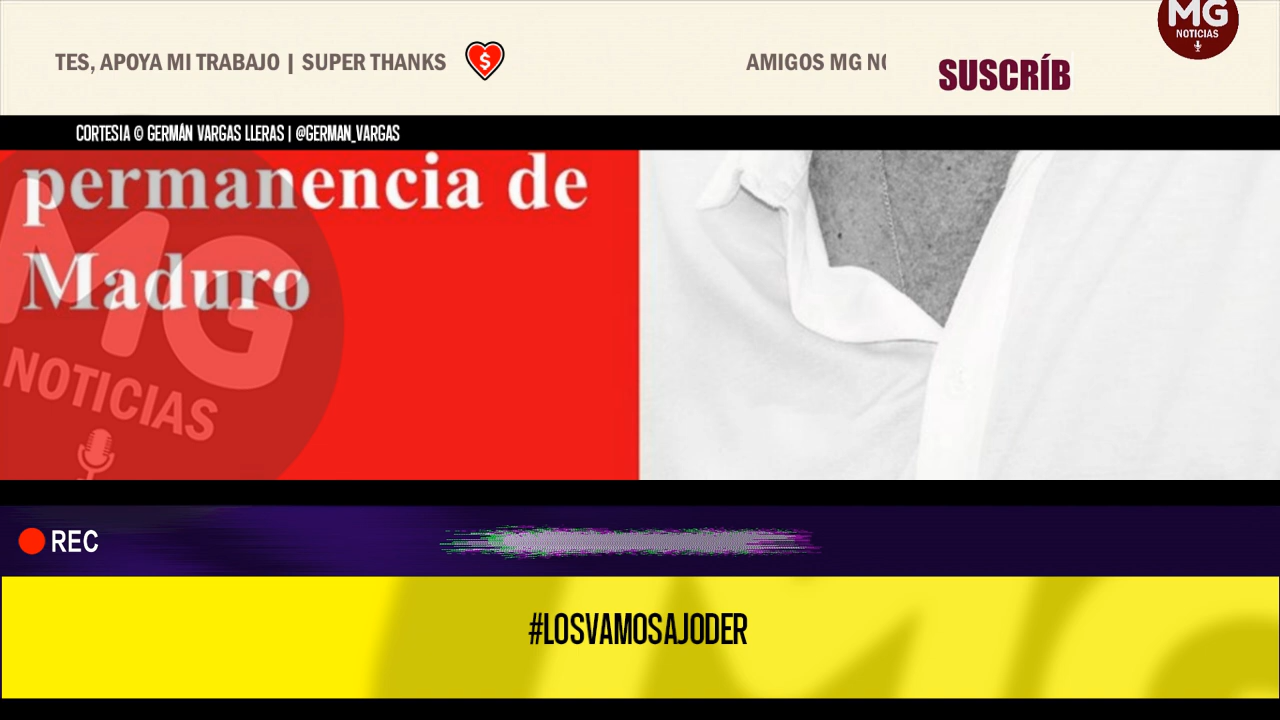 TES, APOYA MI TRABAJO | SUPER THANKS
$
AMIGOS MG NO
SUSCRÍB
MG
NOTICIAS
CORTESIA © GERMÁN VARGAS LLERAS | @GERMAN_VARGAS
permanencia de
Maduro
MG
NOTICIAS
REC
#LOSVAMOSAJODER